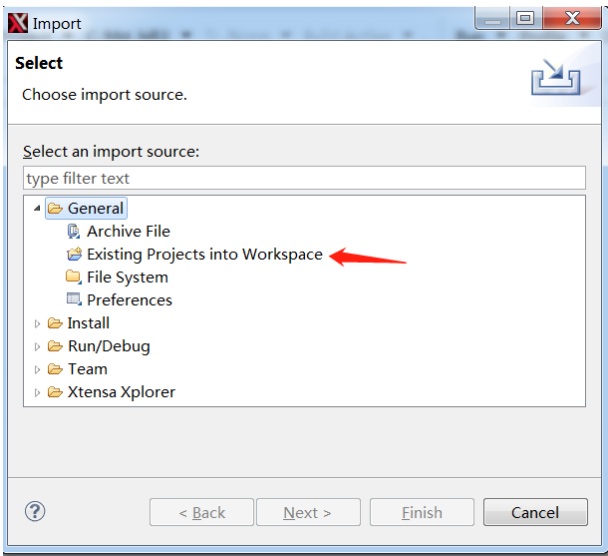 Import
Select
Choose import source.
Select an import source:
type filter text
General
Archive File
Existing Projects into Workspace
File System
Preferences
Install
Run/Debug
Team
Xtensa Xplorer
< Back Next > Finish Cancel